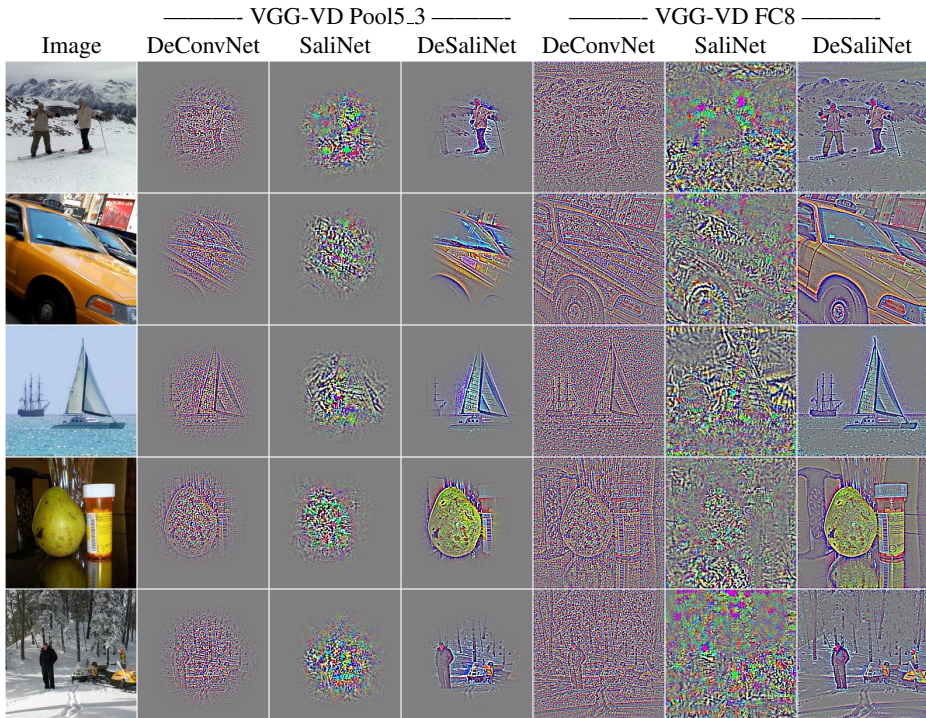 ————- VGG-VD Pool5_3 ————- ————- VGG-VD FC8 ————-
Image DeConvNet SaliNet DeSaliNet DeConvNet SaliNet DeSaliNet